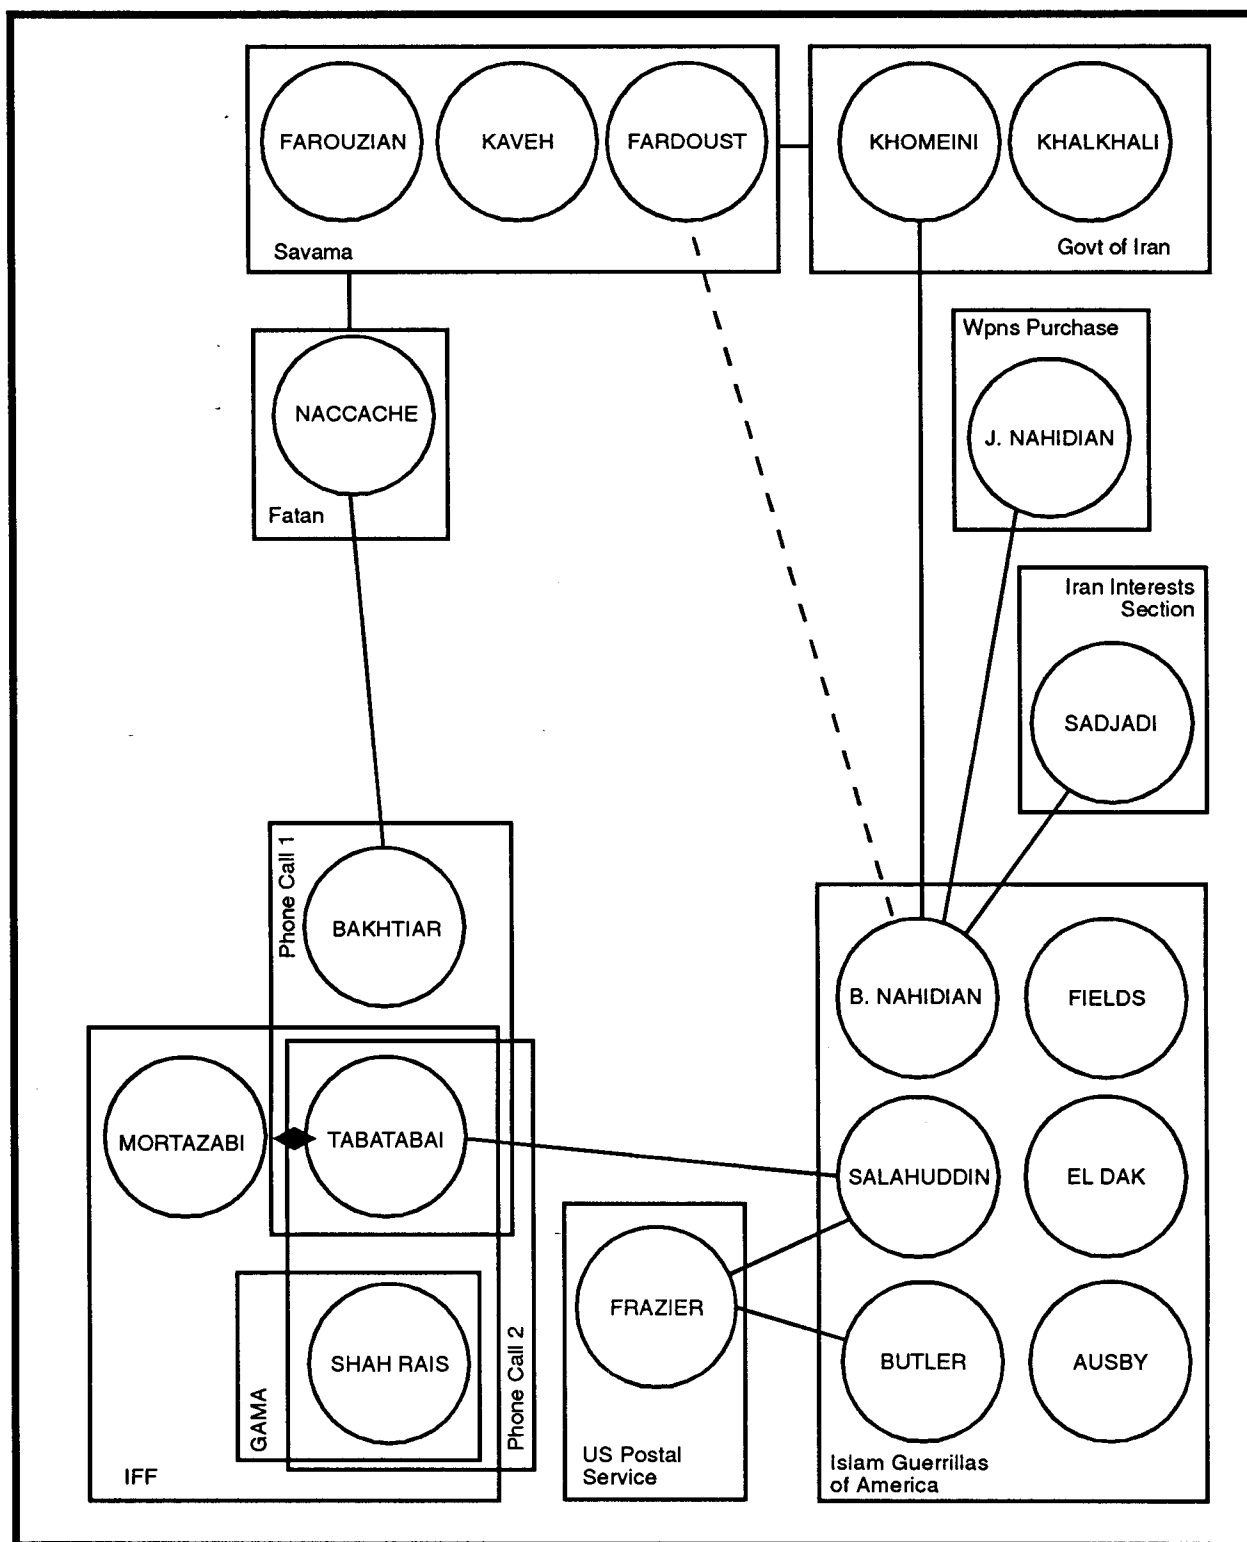 FAROUZIAN
KAVEH
FARDOUST
KHOMEINI
KHALKHALI
Savama
Govt of Iran
Wpns Purchase
NACCACHE
J. NAHIDIAN
Fatan
Iran Interests
Section
SADJADI
Phone Call 1
BAKHTIAR
B. NAHIDIAN
FIELDS
MORTAZABI
TABATABAI
SALAHUDDIN
EL DAK
FRAZIER
SHAH RAIS
BUTLER
AUSBY
GAMA
Phone Call 2
IFF
US Postal
Service
Islam Guerrillas
of America